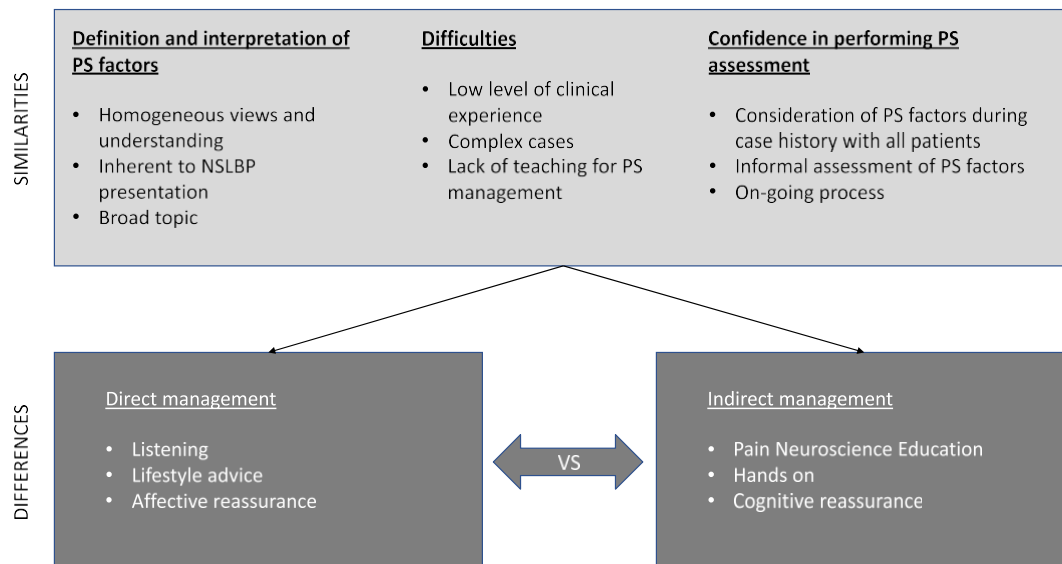 SIMILARITIES
Definition and interpretation of
PS factors
• Homogeneous views and
understanding
• Inherent to NSLBP
presentation
• Broad topic
Difficulties
• Low level of clinical
experience
• Complex cases
• Lack of teaching for PS
management
Confidence in performing PS
assessment
• Consideration of PS factors during
case history with all patients
• Informal assessment of PS factors
• On-going process
DIFFERENCES
Direct management
• Listening
• Lifestyle advice
• Affective reassurance
VS
Indirect management
• Pain Neuroscience Education
• Hands on
• Cognitive reassurance